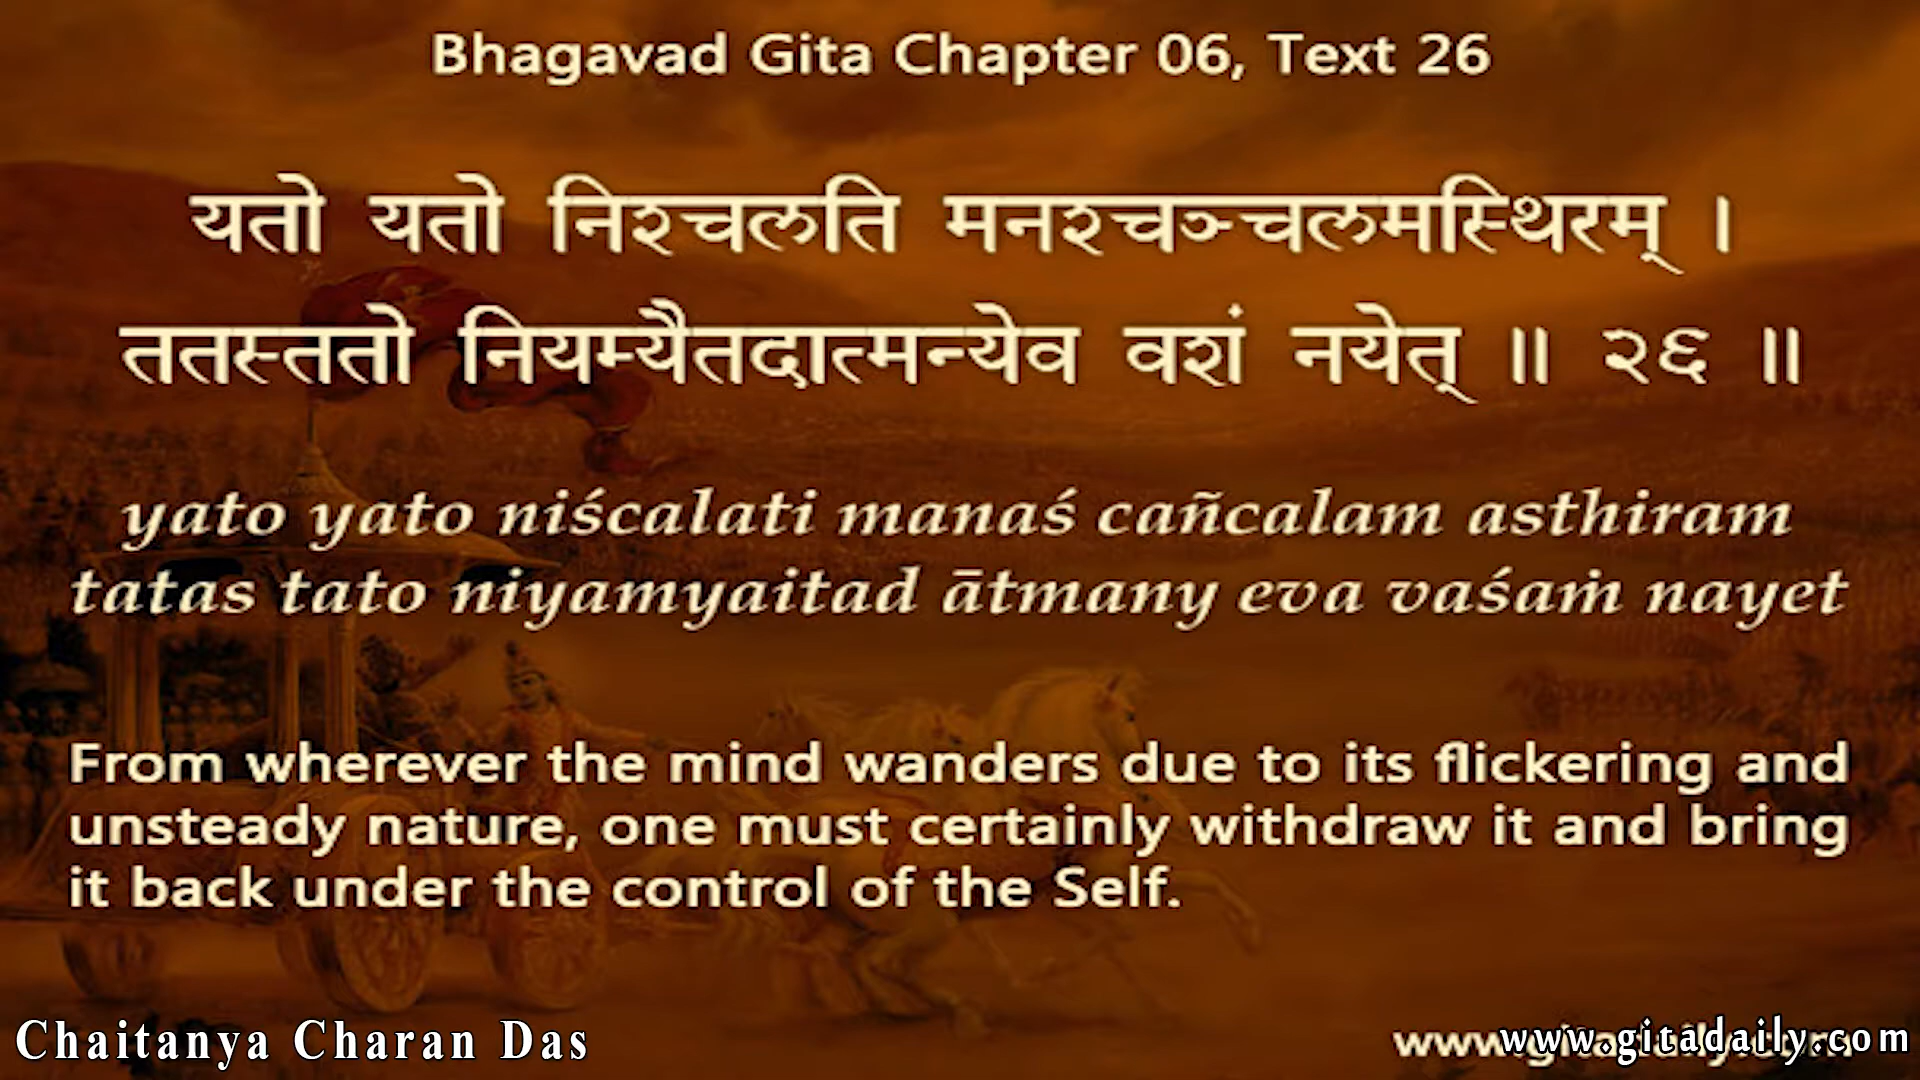 Bhagavad Gita Chapter 06, Text 26
यतो यतो निश्चलति मनश्चञ्चलमस्थिरम् ।
ततस्ततो नियम्यैतदात्मन्येव वशं नयेत् ॥ २६ ॥
yato yato niścalati manaś cañcalam asthiram
tatas tato niyamyaitad ātmany eva vaśaṁ nayet
From wherever the mind wanders due to its flickering and
unsteady nature, one must certainly withdraw it and bring
it back under the control of the Self.
Chaitanya Charan Das
www.gitadaily.com